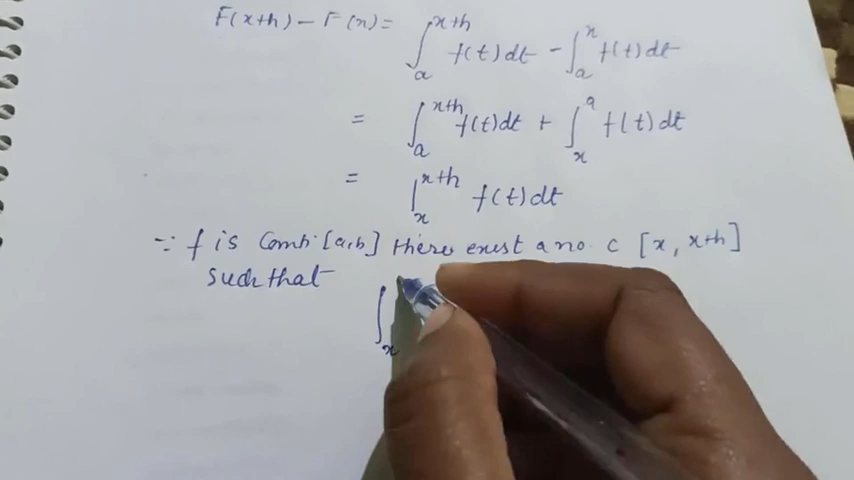 F(x+h) - F(x) = ∫_a^{x+h} f(t) dt - ∫_a^x f(t) dt
= ∫_a^{x+h} f(t) dt + ∫_x^a f(t) dt
= ∫_x^{x+h} f(t) dt
∵ f is Conti. [a,b] there exist a no. c [x, x+h]
such that
∫_x